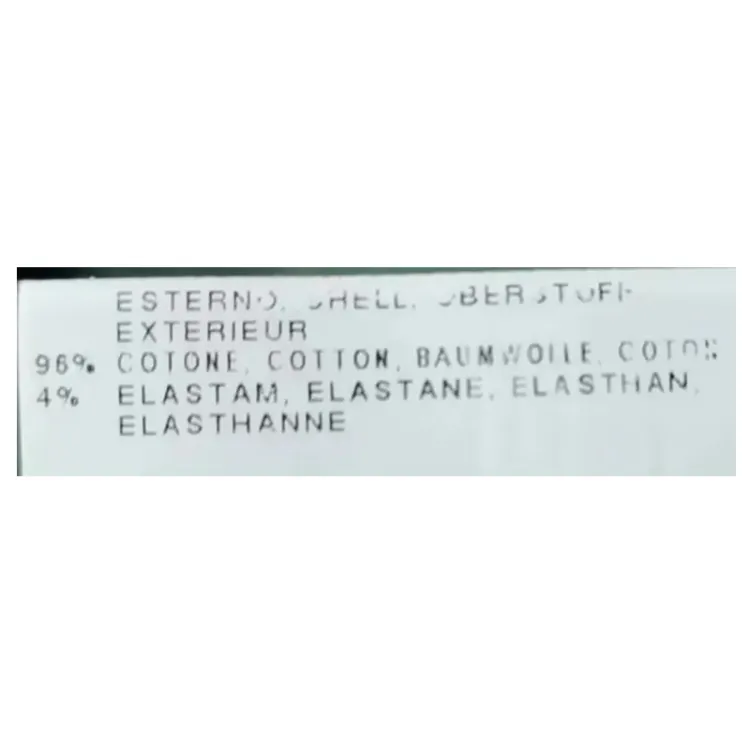 ESTERNO, SHELL, OBERSTOFF
EXTERIEUR
96% COTONE, COTTON, BAUMWOLLE, COTON
4% ELASTAM, ELASTANE, ELASTHAN,
ELASTHANNE